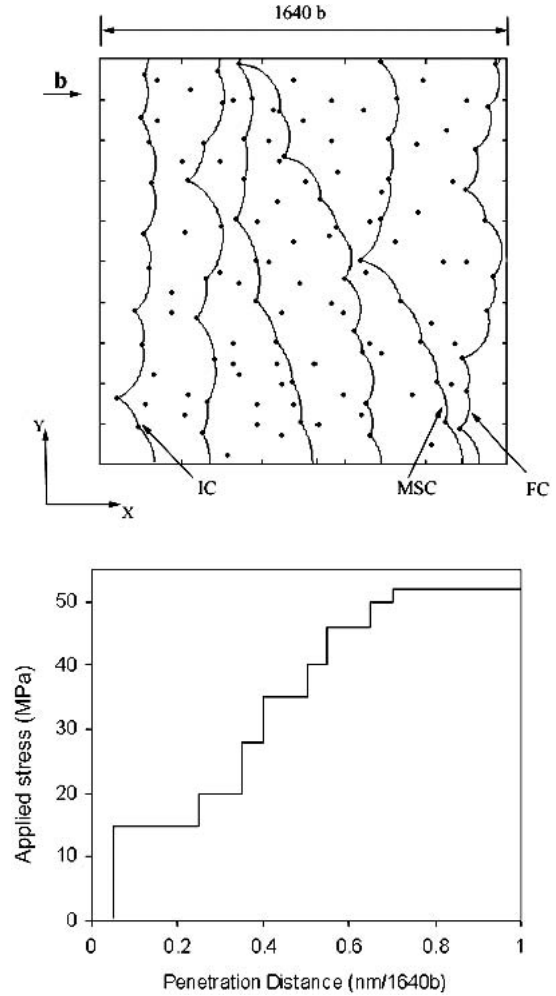 1640 b
b
Y
X
IC
MSC
FC
50
40
30
20
10
0
Applied stress (MPa)
0
0.2
0.4
0.6
0.8
1
Penetration Distance (nm/1640b)